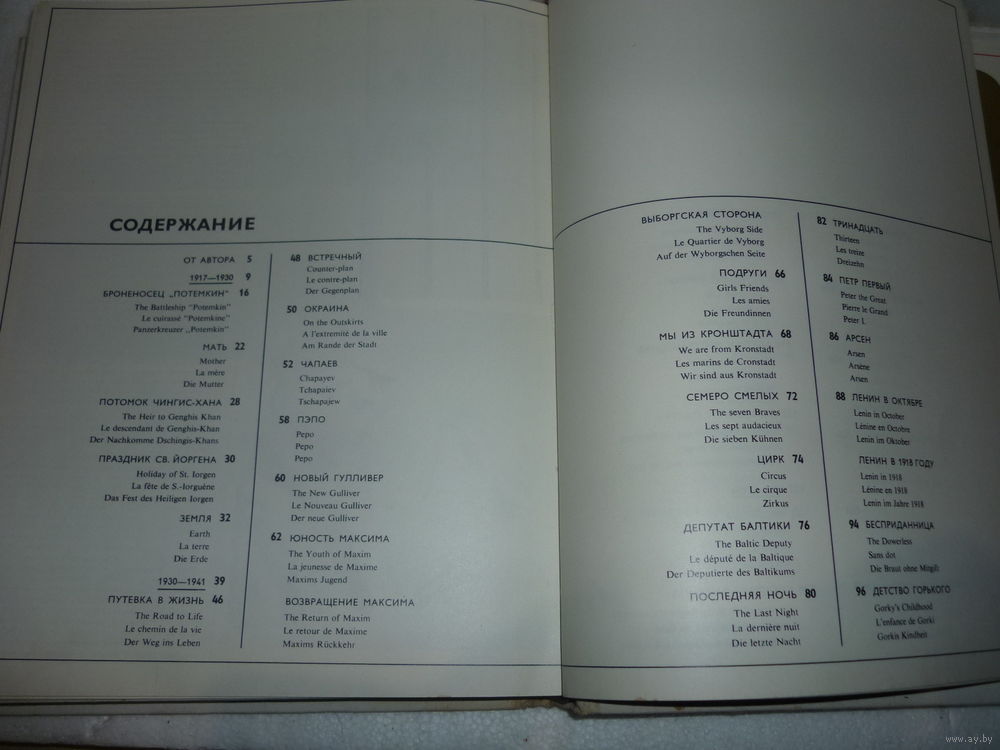 СОДЕРЖАНИЕ
ОТ АВТОРА 5
1917—1930 9
БРОНЕНОСЕЦ „ПОТЕМКИН" 16
The Battleship "Potemkin"
Le cuirasse "Potemkine"
Panzerkreuzer „Potemkin"
МАТЬ 22
Mother
La mère
Die Mutter
ПОТОМОК ЧИНГИС-ХАНА 28
The Heir to Genghis Khan
Le descendant de Genghis-Khan
Der Nachkomme Dschingis-Khans
ПРАЗДНИК СВ. ЙОРГЕНА 30
Holiday of St. Iorgen
La fête de S.-Iorguène
Das Fest des Heiligen Iorgen
ЗЕМЛЯ 32
Earth
La terre
Die Erde
1930—1941 39
ПУТЕВКА В ЖИЗНЬ 46
The Road to Life
Le chemin de la vie
Der Weg ins Leben
48 ВСТРЕЧНЫЙ
Counter-plan
Le contre-plan
Der Gegenplan
50 ОКРАИНА
On the Outskirts
A l'extremité de la ville
Am Rande der Stadt
52 ЧАПАЕВ
Chapayev
Tchapaiev
Tschapajew
58 ПЭПО
Pepo
Pepo
Pepo
60 НОВЫЙ ГУЛЛИВЕР
The New Gulliver
Le Nouveau Gulliver
Der neue Gulliver
62 ЮНОСТЬ МАКСИМА
The Youth of Maxim
La jeunesse de Maxime
Maxims Jugend
ВОЗВРАЩЕНИЕ МАКСИМА
The Return of Maxim
Le retour de Maxime
Maxims Rückkehr
ВЫБОРГСКАЯ СТОРОНА
The Vyborg Side
Le Quartier de Vyborg
Auf der Wyborgschen Seite
ПОДРУГИ 66
Girls Friends
Les amies
Die Freundinnen
МЫ ИЗ КРОНШТАДТА 68
We are from Kronstadt
Les marins de Cronstadt
Wir sind aus Kronstadt
СЕМЕРО СМЕЛЫХ 72
The seven Braves
Les sept audacieux
Die sieben Kühnen
ЦИРК 74
Circus
Le cirque
Zirkus
ДЕПУТАТ БАЛТИКИ 76
The Baltic Deputy
Le député de la Baltique
Der Deputierte des Baltikums
ПОСЛЕДНЯЯ НОЧЬ 80
The Last Night
La dernière nuit
Die letzte Nacht
82 ТРИНАДЦАТЬ
Thirteen
Les treize
Dreizehn
84 ПЕТР ПЕРВЫЙ
Peter the Great
Pierre le Grand
Peter I.
86 АРСЕН
Arsen
Arsène
Arsen
88 ЛЕНИН В ОКТЯБРЕ
Lenin in October
Lénine en Octobre
Lenin im Oktober
ЛЕНИН В 1918 ГОДУ
Lenin in 1918
Lénine en 1918
Lenin im Jahre 1918
94 БЕСПРИДАННИЦА
The Dowerless
Sans dot
Die Braut ohne Mitgift
96 ДЕТСТВО ГОРЬКОГО
Gorky's Childhood
L'enfance de Gorki
Gorkis Kindheit
www.ay.by